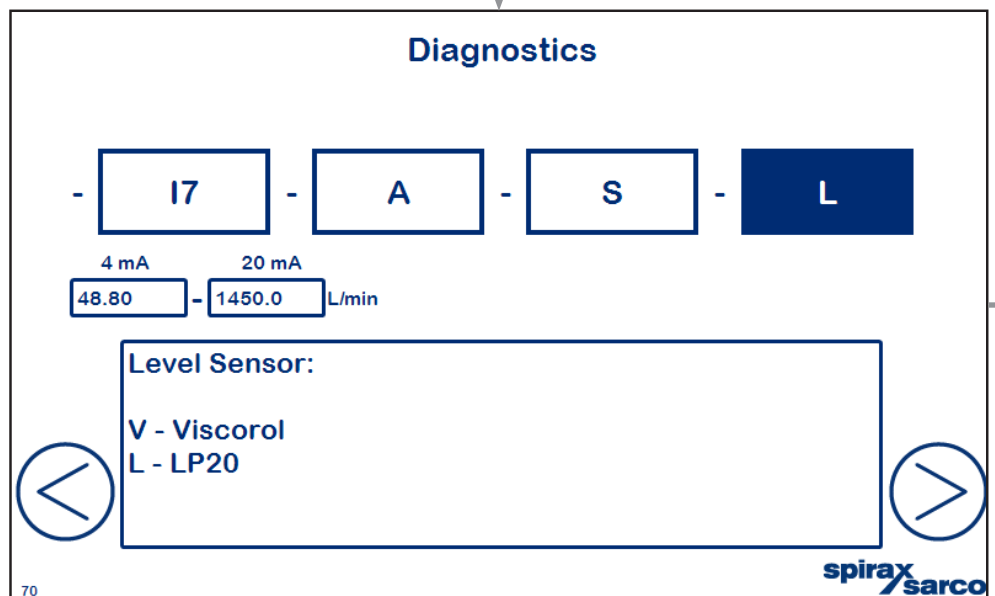 Diagnostics
- I7 - A - S - L
4 mA 20 mA
48.80 - 1450.0 L/min
Level Sensor:
V - Viscorol
L - LP20
< >
70
spirax
sarco